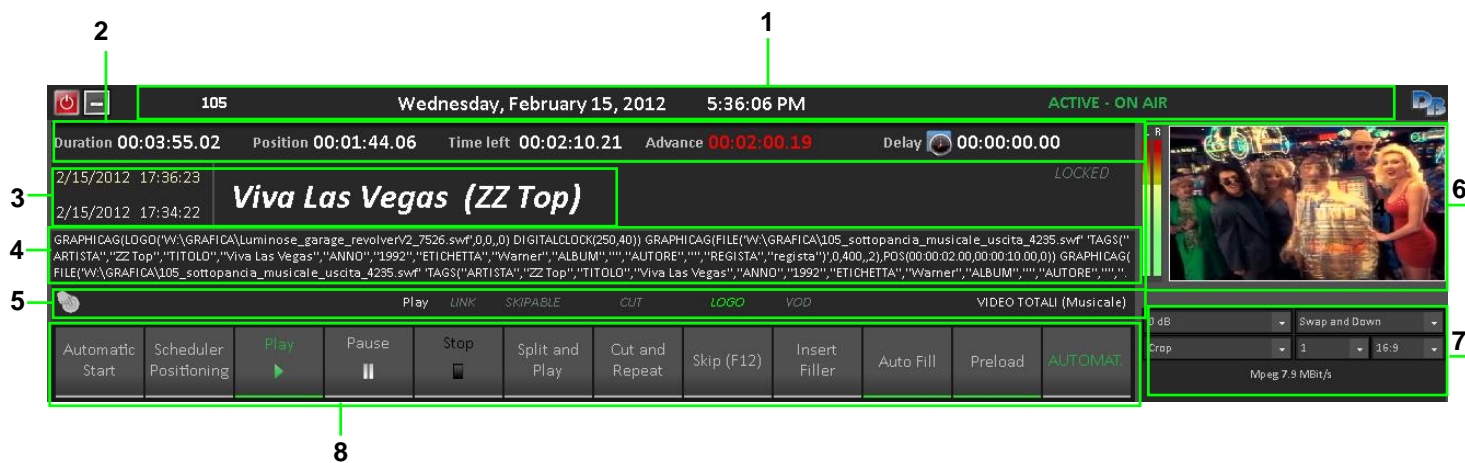 1
2
105 Wednesday, February 15, 2012 5:36:06 PM ACTIVE - ON AIR
DB
Duration 00:03:55.02 Position 00:01:44.06 Time left 00:02:10.21 Advance 00:02:00.19 Delay 00:00:00.00
R
2/15/2012 17:36:23
LOCKED
Viva Las Vegas (ZZ Top)
2/15/2012 17:34:22
3
4
6
4
GRAPHICAG(LOGO('W:\GRAFICA\Luminose_garage_revolverV2_7526.swf',0,0,,0) DIGITALCLOCK(250,40)) GRAPHICAG(FILE('W:\GRAFICA\105_sottopancia_musicale_uscita_4235.swf' 'TAGS("
ARTISTA","ZZ Top","TITOLO","Viva Las Vegas","ANNO","1992","ETICHETTA","Warner","ALBUM","","AUTORE","","REGISTA","regista")',0,400,,2),POS(00:00:02.00,00:00:10.00,0)) GRAPHICAG(
FILE('W:\GRAFICA\105_sottopancia_musicale_uscita_4235.swf' 'TAGS("ARTISTA","ZZ Top","TITOLO","Viva Las Vegas","ANNO","1992","ETICHETTA","Warner","ALBUM","","AUTORE","","".
5
Play LINK SKIPABLE CUT LOGO VOD VIDEO TOTALI (Musicale)
0 dB Swap and Down
Crop 1 16:9
7
Mpeg 7.9 MBit/s
Automatic Start
Scheduler Positioning
Play
Pause
Stop
Split and Play
Cut and Repeat
Skip (F12)
Insert Filler
Auto Fill
Preload
AUTOMAT.
8